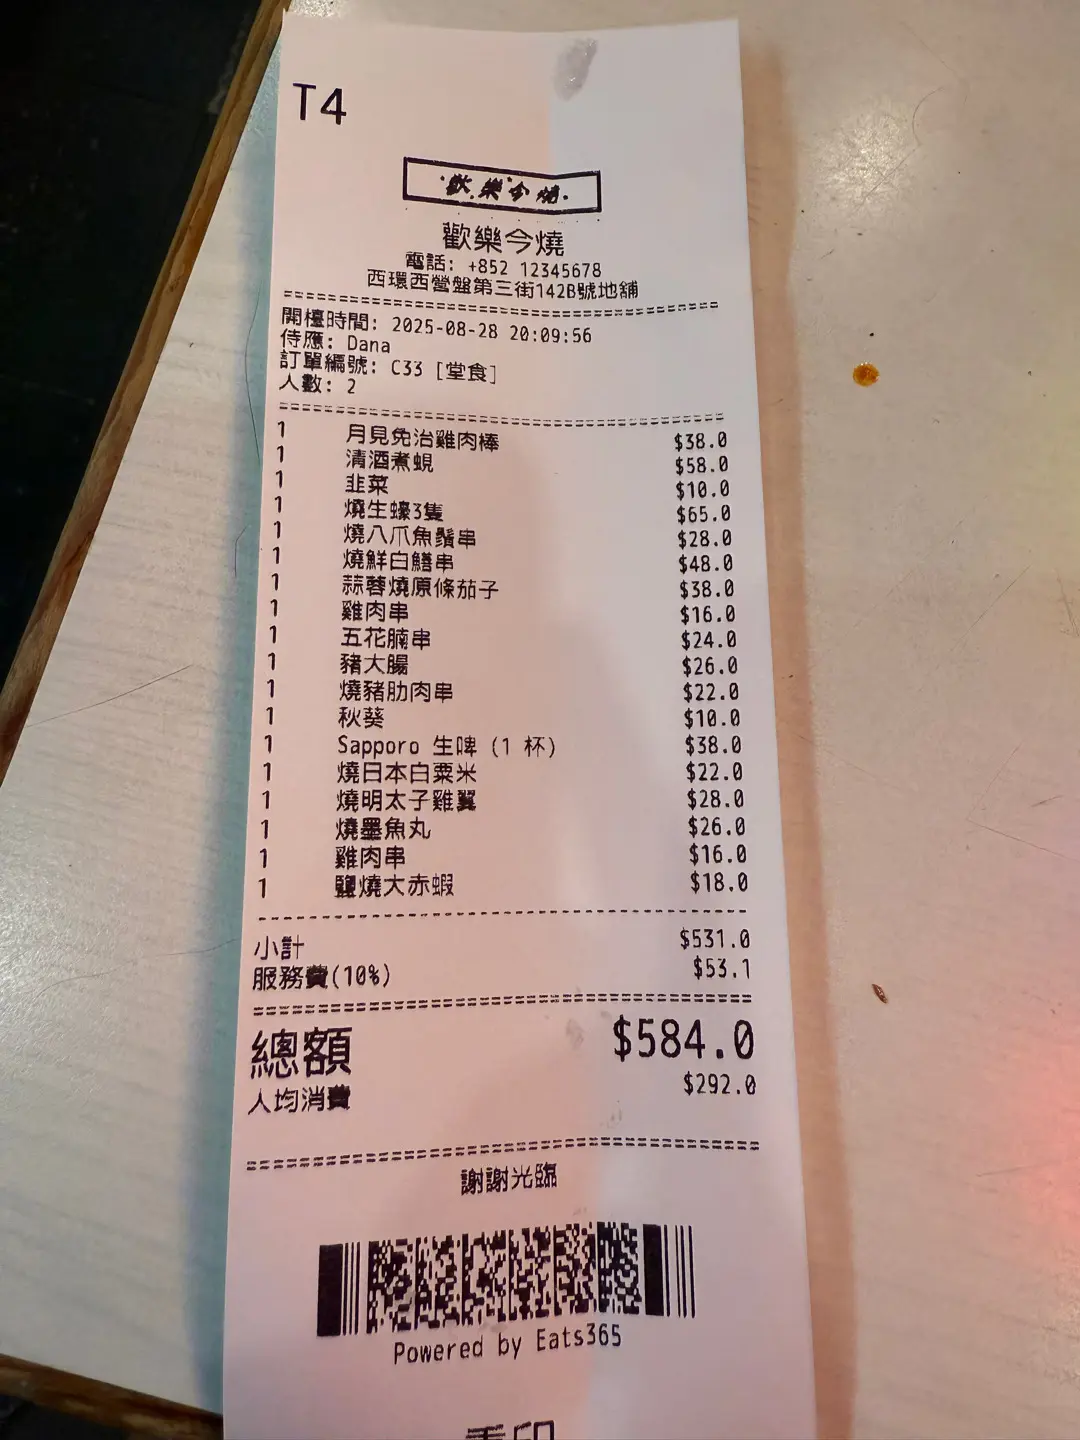 T4
歡樂今燒
歡樂今燒
電話: +852 12345678
西環西營盤第三街142B號地舖
開檯時間: 2025-08-28 20:09:56
侍應: Dana
訂單編號: C33 [堂食]
人數: 2
1 月見免治雞肉棒 $38.0
1 清酒煮蜆 $58.0
1 韭菜 $10.0
1 燒生蠔3隻 $65.0
1 燒八爪魚鬚串 $28.0
1 燒鮮白鱔串 $48.0
1 蒜蓉燒原條茄子 $38.0
1 雞肉串 $16.0
1 五花腩串 $24.0
1 豬大腸 $26.0
1 燒豬肋肉串 $22.0
1 秋葵 $10.0
1 Sapporo 生啤 (1 杯) $38.0
1 燒日本白粟米 $22.0
1 燒明太子雞翼 $28.0
1 燒墨魚丸 $26.0
1 雞肉串 $16.0
1 鹽燒大赤蝦 $18.0
小計 $531.0
服務費(10%) $53.1
總額 $584.0
人均消費 $292.0
謝謝光臨
Powered by Eats365
重印